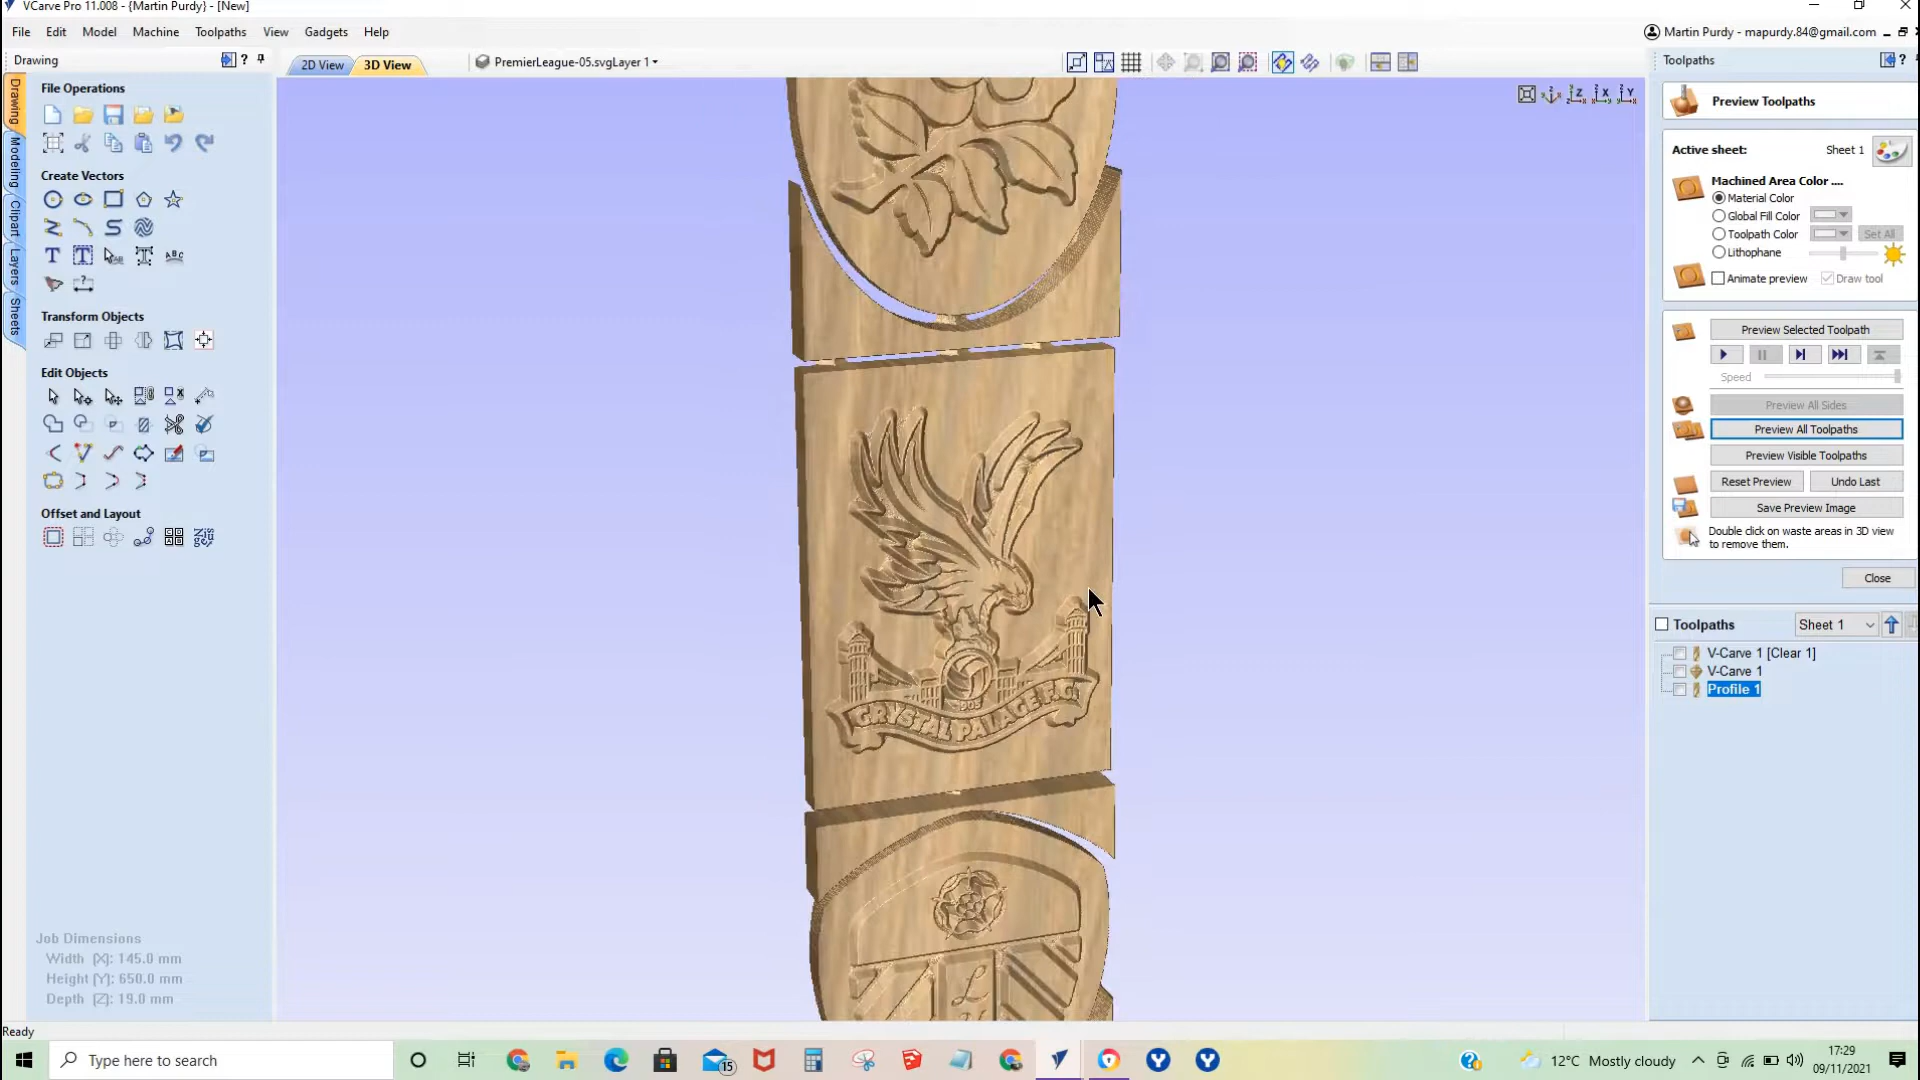 VCarve Pro 11.008 - {Martin Purdy} - [New]
File Edit Model Machine Toolpaths View Gadgets Help
Martin Purdy - mapurdy.84@gmail.com
Drawing
2D View 3D View
PremierLeague-05.svgLayer 1
Toolpaths
Drawing
Modeling
Clipart
Layers
Sheets
File Operations
Create Vectors
Transform Objects
Edit Objects
Offset and Layout
Job Dimensions
Width (X): 145.0 mm
Height (Y): 650.0 mm
Depth (Z): 19.0 mm
CRYSTAL PALACE F.C.
1905
L
Preview Toolpaths
Active sheet: Sheet 1
Machined Area Color ....
Material Color
Global Fill Color
Toolpath Color Set All
Lithophane
Animate preview Draw tool
Preview Selected Toolpath
Speed
Preview All Sides
Preview All Toolpaths
Preview Visible Toolpaths
Reset Preview Undo Last
Save Preview Image
Double click on waste areas in 3D view
to remove them.
Close
Toolpaths Sheet 1
V-Carve 1 [Clear 1]
V-Carve 1
Profile 1
Ready
Type here to search
15
12°C Mostly cloudy
17:29
09/11/2021